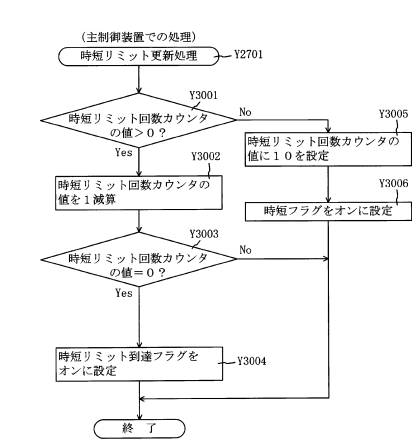 (主制御装置での処理)
時短リミット更新処理
Y2701
Y3001
時短リミット回数カウンタ
の値＞０？
No
Yes
Y3005
時短リミット回数カウンタの
値に１０を設定
Y3002
時短リミット回数カウンタの
値を１減算
Y3006
時短フラグをオンに設定
Y3003
時短リミット回数カウンタ
の値＝０？
No
Yes
時短リミット到達フラグを
オンに設定
Y3004
終　了